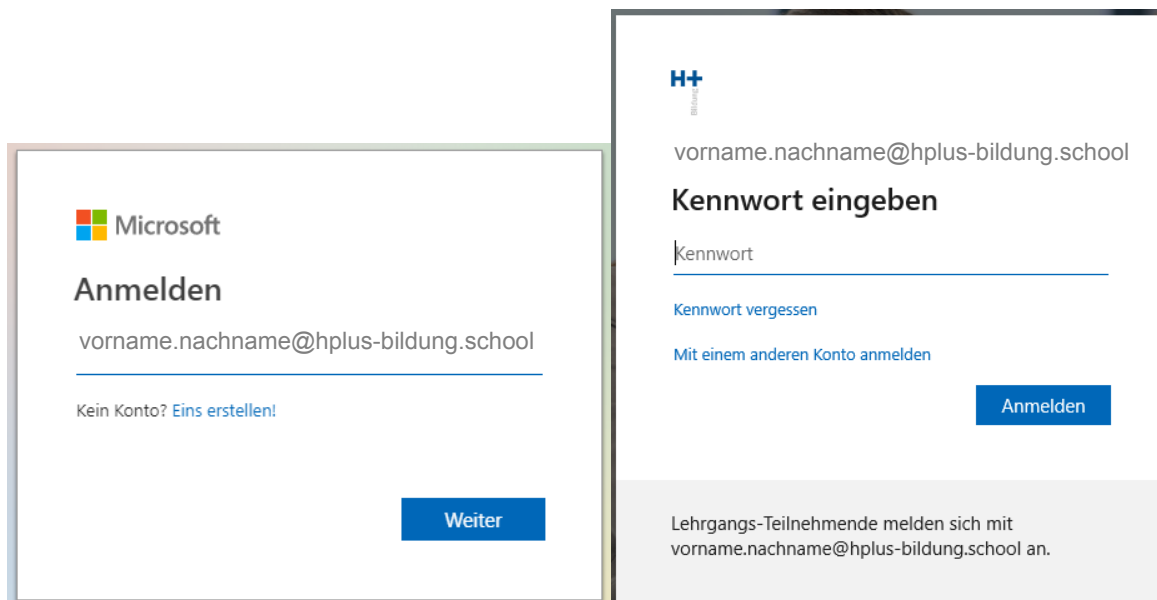 Microsoft
Anmelden
vorname.nachname@hplus-bildung.school
Kein Konto? Eins erstellen!
Weiter
H+
Bildung
vorname.nachname@hplus-bildung.school
Kennwort eingeben
Kennwort
Kennwort vergessen
Mit einem anderen Konto anmelden
Anmelden
Lehrgangs-Teilnehmende melden sich mit
vorname.nachname@hplus-bildung.school an.